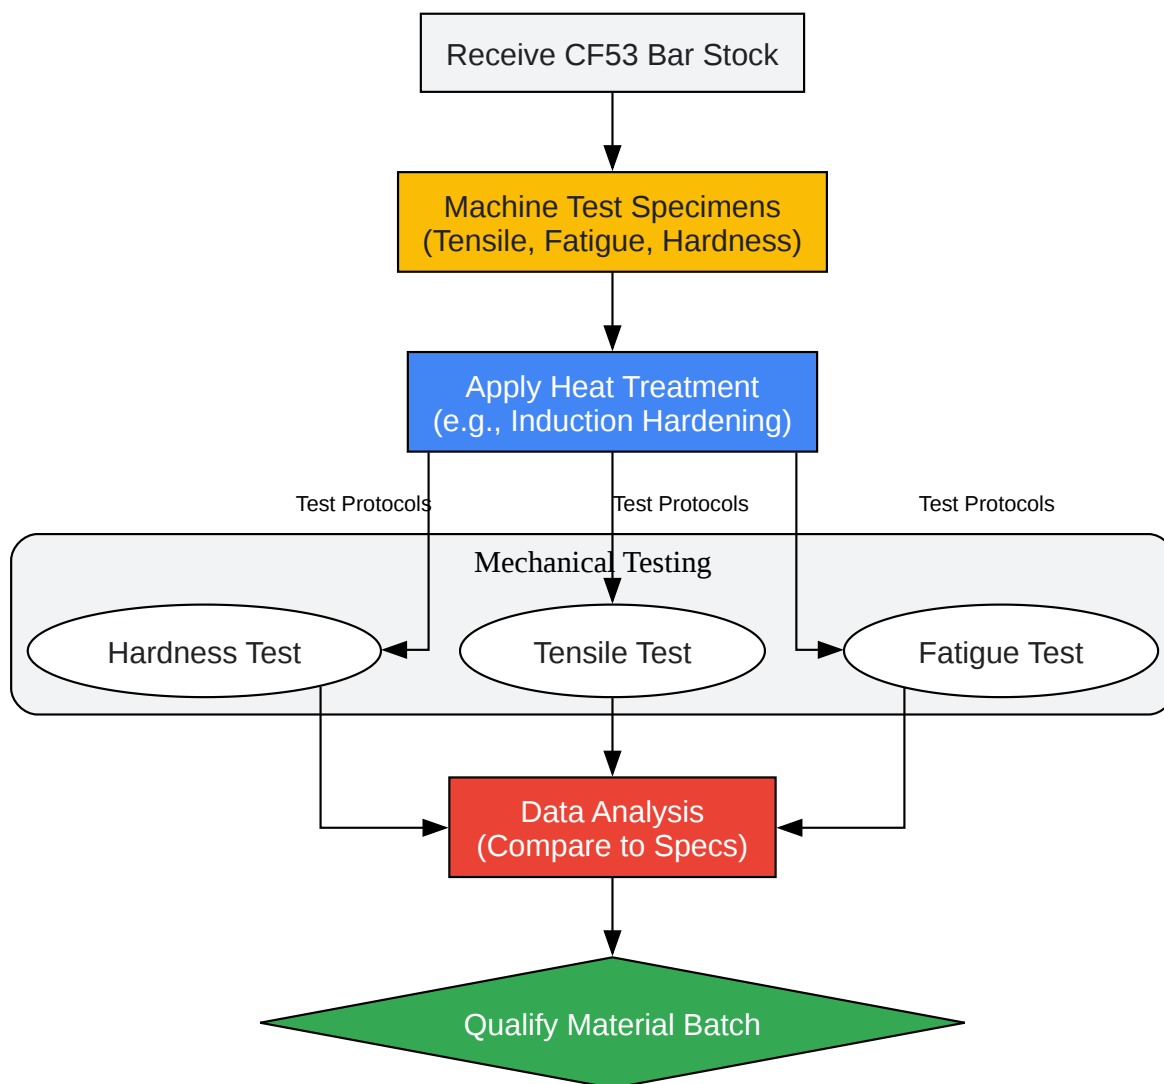 Receive CF53 Bar Stock
Machine Test Specimens
(Tensile, Fatigue, Hardness)
Apply Heat Treatment
(e.g., Induction Hardening)
Test Protocols
Test Protocols
Test Protocols
Mechanical Testing
Hardness Test
Tensile Test
Fatigue Test
Data Analysis
(Compare to Specs)
Qualify Material Batch